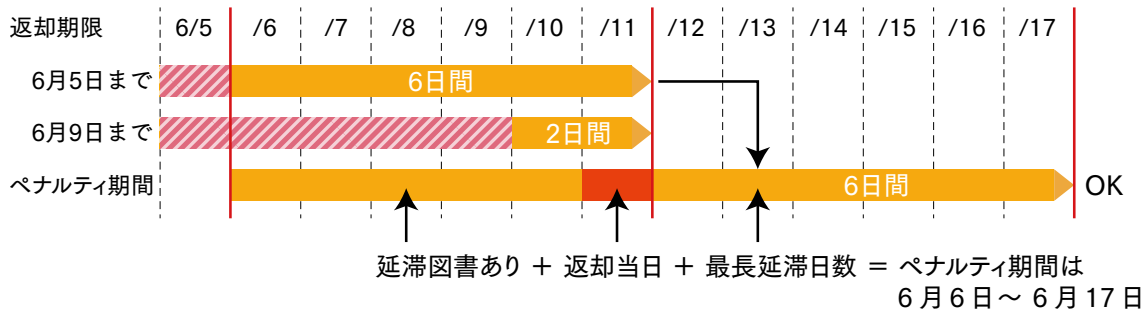 返却期限 6/5 /6 /7 /8 /9 /10 /11 /12 /13 /14 /15 /16 /17
6月5日まで 6日間
6月9日まで 2日間
ペナルティ期間 6日間 OK
延滞図書あり + 返却当日 + 最長延滞日数 = ペナルティ期間は
6月6日～6月17日